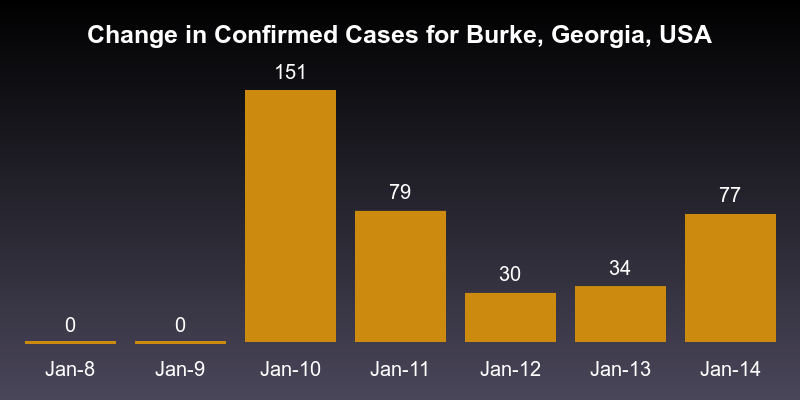 Change in Confirmed Cases for Burke, Georgia, USA
151
79
77
30
34
0
0
Jan-8
Jan-9
Jan-10
Jan-11
Jan-12
Jan-13
Jan-14